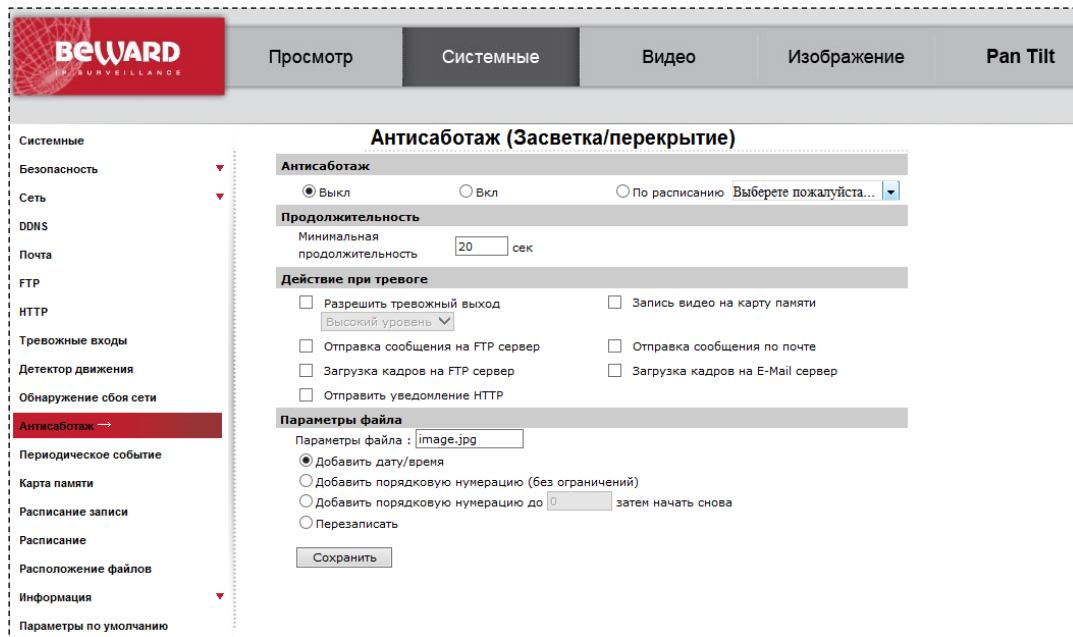 BEWARD
IP SURVEILLANCE
Просмотр Системные Видео Изображение Pan Tilt
Системные
Безопасность
Сеть
DDNS
Почта
FTP
HTTP
Тревожные входы
Детектор движения
Обнаружение сбоя сети
Антисаботаж →
Периодическое событие
Карта памяти
Расписание записи
Расписание
Расположение файлов
Информация
Параметры по умолчанию
Антисаботаж (Засветка/перекрытие)
Антисаботаж
Выкл Вкл По расписанию Выберете пожалуйста...
Продолжительность
Минимальная
продолжительность 20 сек
Действие при тревоге
Разрешить тревожный выход Запись видео на карту памяти
Высокий уровень
Отправка сообщения на FTP сервер Отправка сообщения по почте
Загрузка кадров на FTP сервер Загрузка кадров на E-Mail сервер
Отправить уведомление HTTP
Параметры файла
Параметры файла : image.jpg
Добавить дату/время
Добавить порядковую нумерацию (без ограничений)
Добавить порядковую нумерацию до 0 затем начать снова
Перезаписать
Сохранить